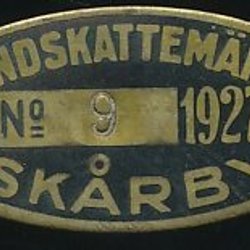 NDSKATTEMÄ
No 9 1927
SKÅRBY